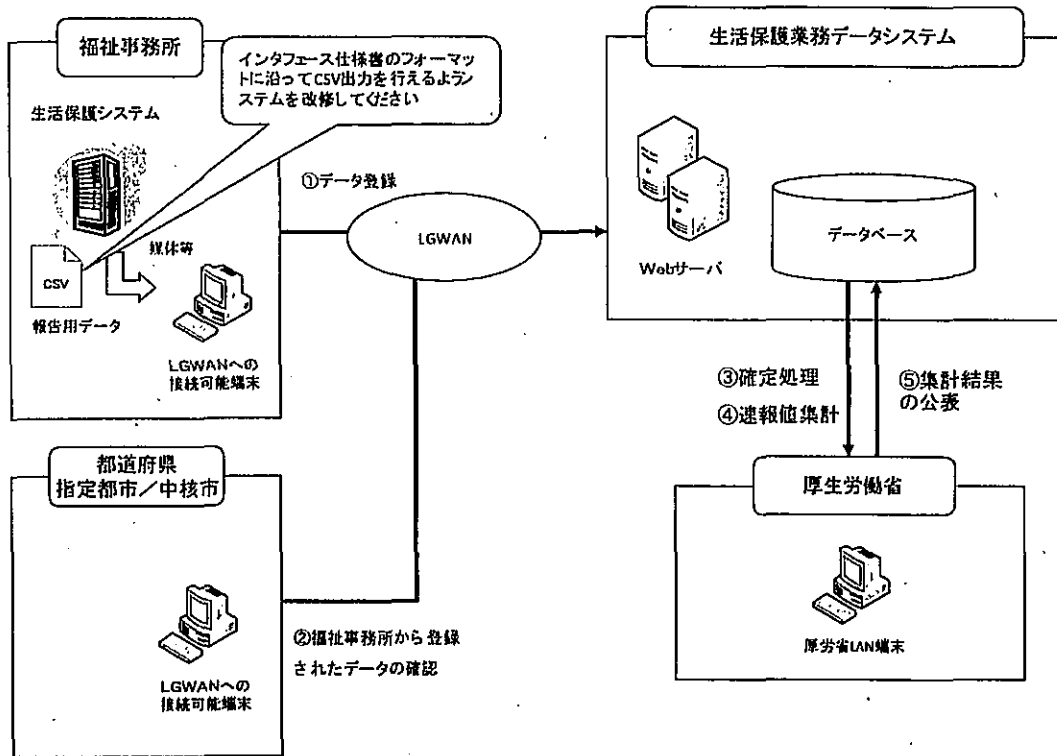 福祉事務所
インタフェース仕様書のフォーマッ
トに沿ってCSV出力を行えるようシ
ステムを改修してください
生活保護システム
CSV
媒体等
報告用データ
LGWANへの
接続可能端末
①データ登録
LGWAN
生活保護業務データシステム
Webサーバ
データベース
③確定処理
④速報値集計
⑤集計結果
の公表
都道府県
指定都市／中核市
LGWANへの
接続可能端末
②福祉事務所から登録
されたデータの確認
厚生労働省
厚労省LAN端末